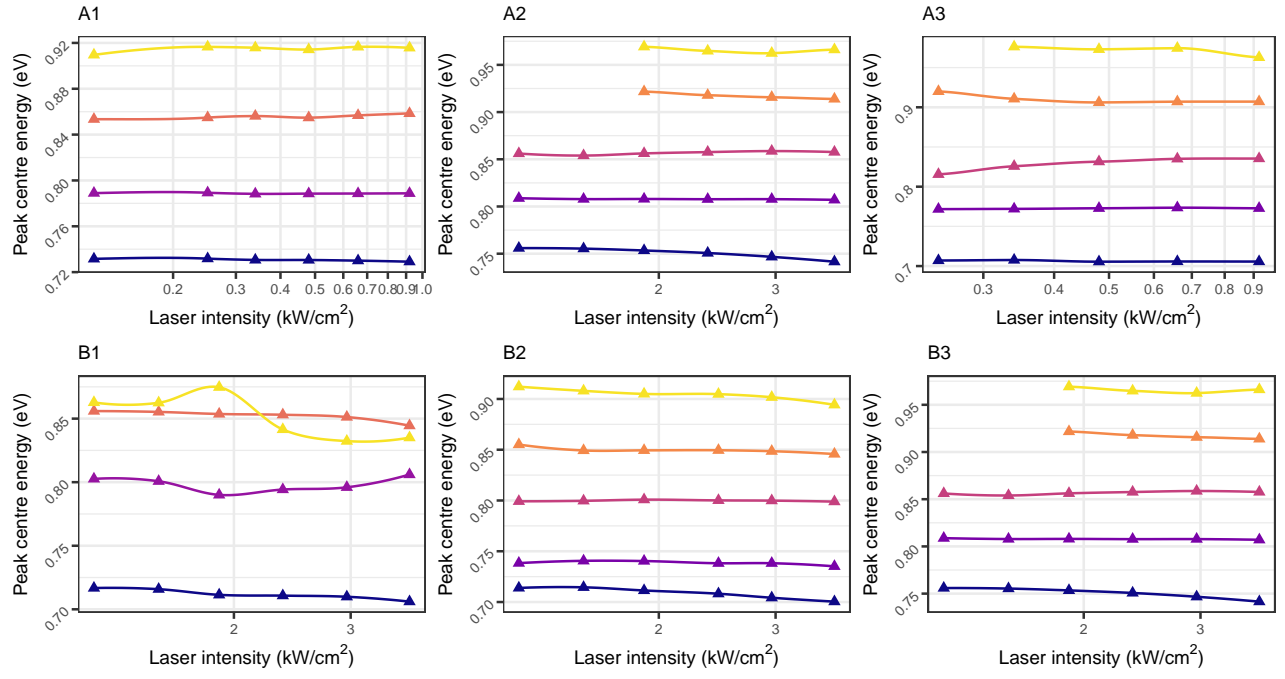 A1
Peak centre energy (eV)
0.92
0.88
0.84
0.80
0.76
0.72
0.2 0.3 0.4 0.5 0.6 0.7 0.8 0.9 1.0
Laser intensity (kW/cm²)
A2
Peak centre energy (eV)
0.95
0.90
0.85
0.80
0.75
2 3
Laser intensity (kW/cm²)
A3
Peak centre energy (eV)
0.9
0.8
0.7
0.3 0.4 0.5 0.6 0.7 0.8 0.9
Laser intensity (kW/cm²)
B1
Peak centre energy (eV)
0.85
0.80
0.75
0.70
2 3
Laser intensity (kW/cm²)
B2
Peak centre energy (eV)
0.90
0.85
0.80
0.75
0.70
2 3
Laser intensity (kW/cm²)
B3
Peak centre energy (eV)
0.95
0.90
0.85
0.80
0.75
2 3
Laser intensity (kW/cm²)